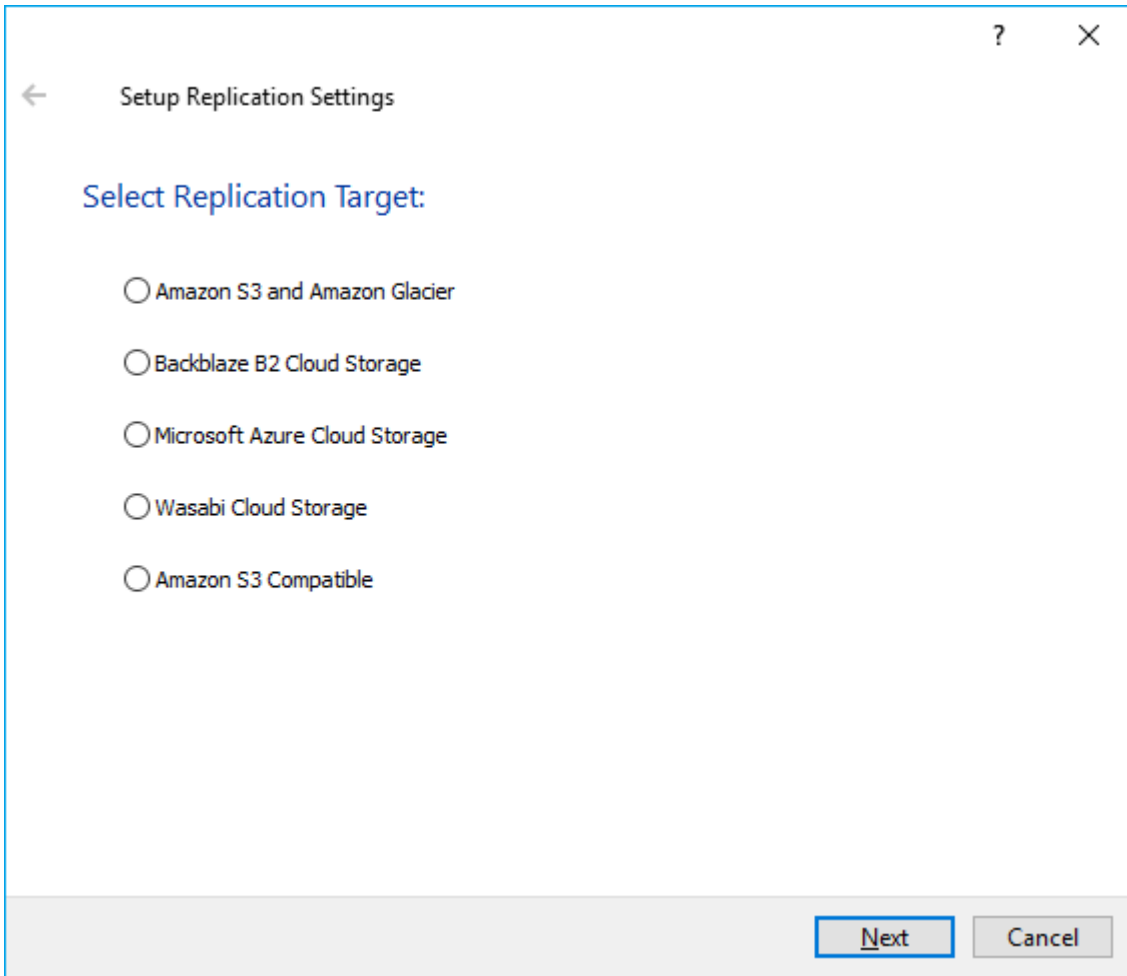 ?
Setup Replication Settings
Select Replication Target:
Amazon S3 and Amazon Glacier
Backblaze B2 Cloud Storage
Microsoft Azure Cloud Storage
Wasabi Cloud Storage
Amazon S3 Compatible
Next Cancel